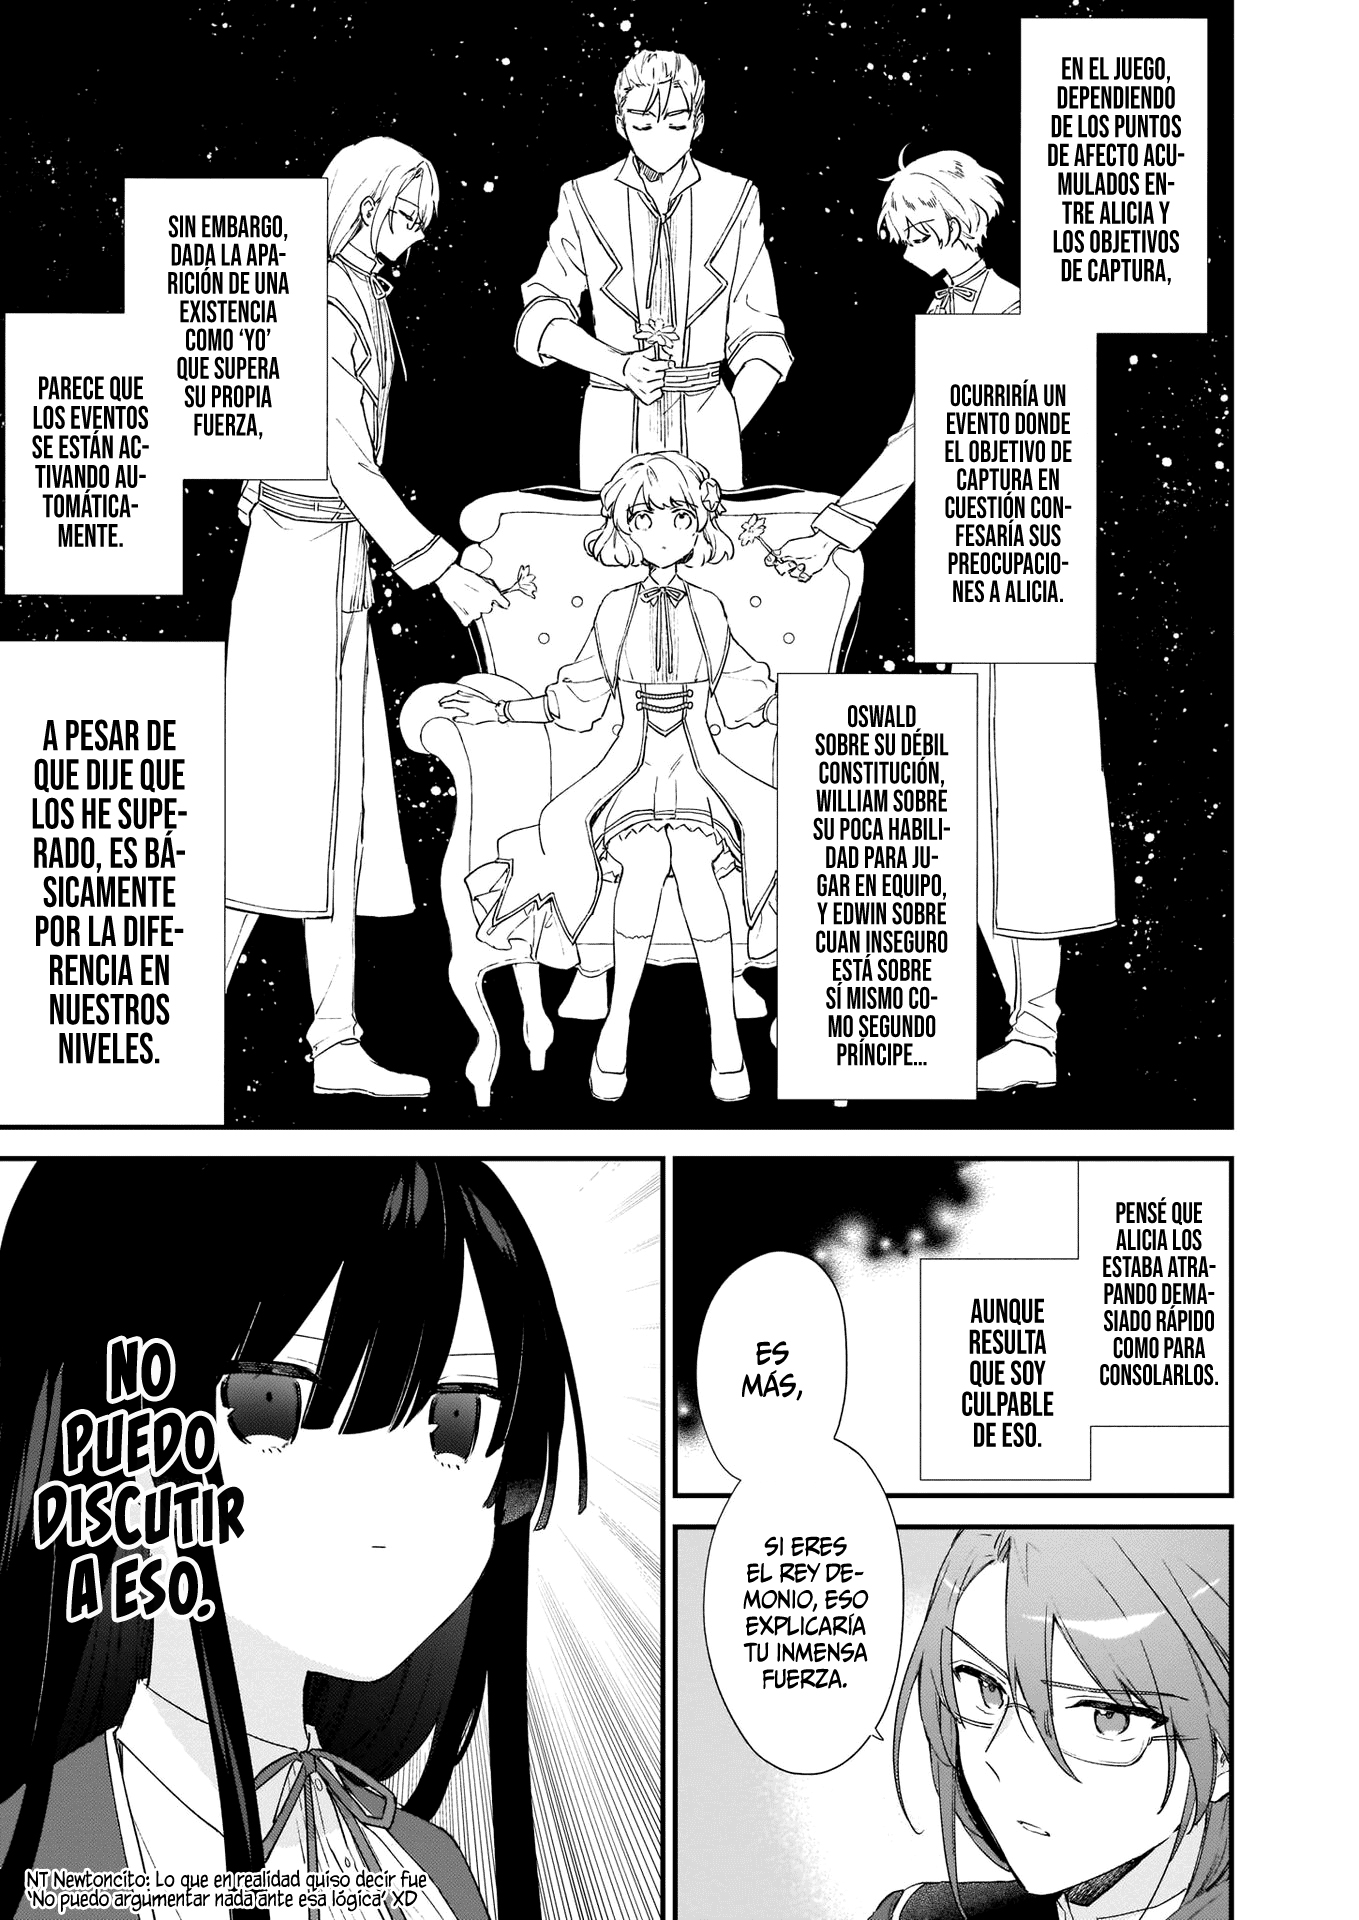 EN EL JUEGO,
DEPENDIENDO
DE LOS PUNTOS
DE AFECTO ACU-
MULADOS EN-
TRE ALICIA Y
LOS OBJETIVOS
DE CAPTURA,
OCURRIRÍA UN
EVENTO DONDE
EL OBJETIVO DE
CAPTURA EN
CUESTIÓN CON-
FESARÍA SUS
PREOCUPACIO-
NES A ALICIA.
OSWALD
SOBRE SU DÉBIL
CONSTITUCIÓN,
WILLIAM SOBRE
SU POCA HABILI-
DAD PARA JU-
GAR EN EQUIPO,
Y EDWIN SOBRE
CUAN INSEGURO
ESTÁ SOBRE
SÍ MISMO CO-
MO SEGUNDO
PRÍNCIPE...
SIN EMBARGO,
DADA LA APA-
RICIÓN DE UNA
EXISTENCIA
COMO ‘YO’
QUE SUPERA
SU PROPIA
FUERZA,
PARECE QUE
LOS EVENTOS
SE ESTÁN AC-
TIVANDO AU-
TOMÁTICA-
MENTE.
A PESAR DE
QUE DIJE QUE
LOS HE SUPE-
RADO, ES BÁ-
SICAMENTE
POR LA DIFE-
RENCIA EN
NUESTROS
NIVELES.
PENSÉ QUE
ALICIA LOS
ESTABA ATRA-
PANDO DEMA-
SIADO RÁPIDO
COMO PARA
CONSOLARLOS.
AUNQUE
RESULTA
QUE SOY
CULPABLE
DE ESO.
ES
MÁS,
SI ERES
EL REY DE-
MONIO, ESO
EXPLICARÍA
TU INMENSA
FUERZA.
NO
PUEDO
DISCUTIR
A ESO.
NT Newtoncito: Lo que en realidad quiso decir fue
‘No puedo argumentar nada ante esa lógica’ XD